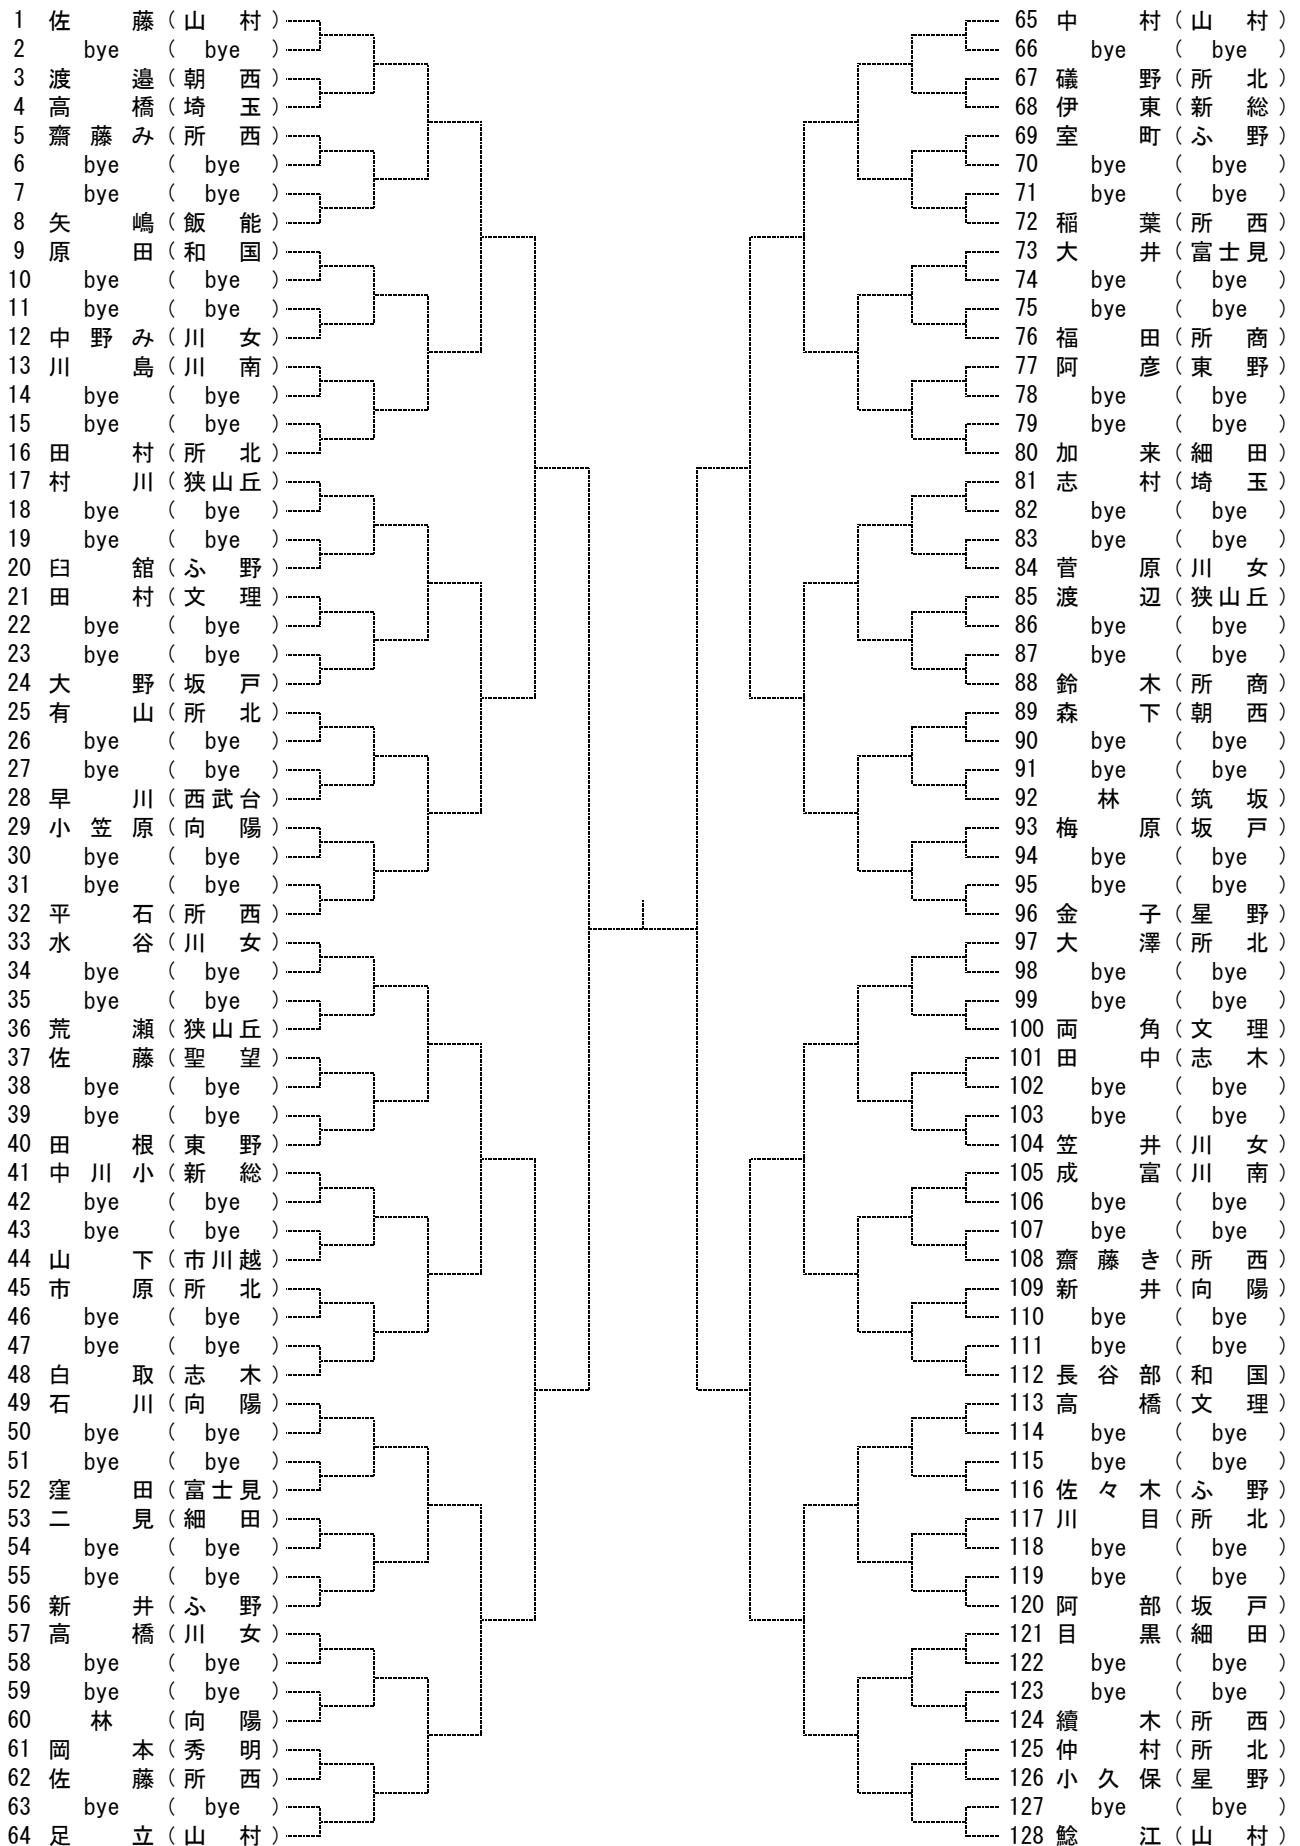 1 佐藤（山村）
2 bye（bye）
3 渡邉（朝西）
4 高橋（埼玉）
5 齋藤み（所西）
6 bye（bye）
7 bye（bye）
8 矢嶋（飯能）
9 原田（和国）
10 bye（bye）
11 bye（bye）
12 中野み（川女）
13 川島（川南）
14 bye（bye）
15 bye（bye）
16 田村（所北）
17 村川（狭山丘）
18 bye（bye）
19 bye（bye）
20 臼舘（ふ野）
21 田村（文理）
22 bye（bye）
23 bye（bye）
24 大野（坂戸）
25 有山（所北）
26 bye（bye）
27 bye（bye）
28 早川（西武台）
29 小笠原（向陽）
30 bye（bye）
31 bye（bye）
32 平石（所西）
33 水谷（川女）
34 bye（bye）
35 bye（bye）
36 荒瀬（狭山丘）
37 佐藤（聖望）
38 bye（bye）
39 bye（bye）
40 田根（東野）
41 中川小（新総）
42 bye（bye）
43 bye（bye）
44 山下（市川越）
45 市原（所北）
46 bye（bye）
47 bye（bye）
48 白取（志木）
49 石川（向陽）
50 bye（bye）
51 bye（bye）
52 窪田（富士見）
53 二見（細田）
54 bye（bye）
55 bye（bye）
56 新井（ふ野）
57 高橋（川女）
58 bye（bye）
59 bye（bye）
60 林（向陽）
61 岡本（秀明）
62 佐藤（所西）
63 bye（bye）
64 足立（山村）
65 中村（山村）
66 bye（bye）
67 礒野（所北）
68 伊東（新総）
69 室町（ふ野）
70 bye（bye）
71 bye（bye）
72 稲葉（所西）
73 大井（富士見）
74 bye（bye）
75 bye（bye）
76 福田（所商）
77 阿彦（東野）
78 bye（bye）
79 bye（bye）
80 加来（細田）
81 志村（埼玉）
82 bye（bye）
83 bye（bye）
84 菅原（川女）
85 渡辺（狭山丘）
86 bye（bye）
87 bye（bye）
88 鈴木（所商）
89 森下（朝西）
90 bye（bye）
91 bye（bye）
92 林（筑坂）
93 梅原（坂戸）
94 bye（bye）
95 bye（bye）
96 金子（星野）
97 大澤（所北）
98 bye（bye）
99 bye（bye）
100 両角（文理）
101 田中（志木）
102 bye（bye）
103 bye（bye）
104 笠井（川女）
105 成富（川南）
106 bye（bye）
107 bye（bye）
108 齋藤き（所西）
109 新井（向陽）
110 bye（bye）
111 bye（bye）
112 長谷部（和国）
113 高橋（文理）
114 bye（bye）
115 bye（bye）
116 佐々木（ふ野）
117 川目（所北）
118 bye（bye）
119 bye（bye）
120 阿部（坂戸）
121 目黒（細田）
122 bye（bye）
123 bye（bye）
124 續木（所西）
125 仲村（所北）
126 小久保（星野）
127 bye（bye）
128 鯰江（山村）